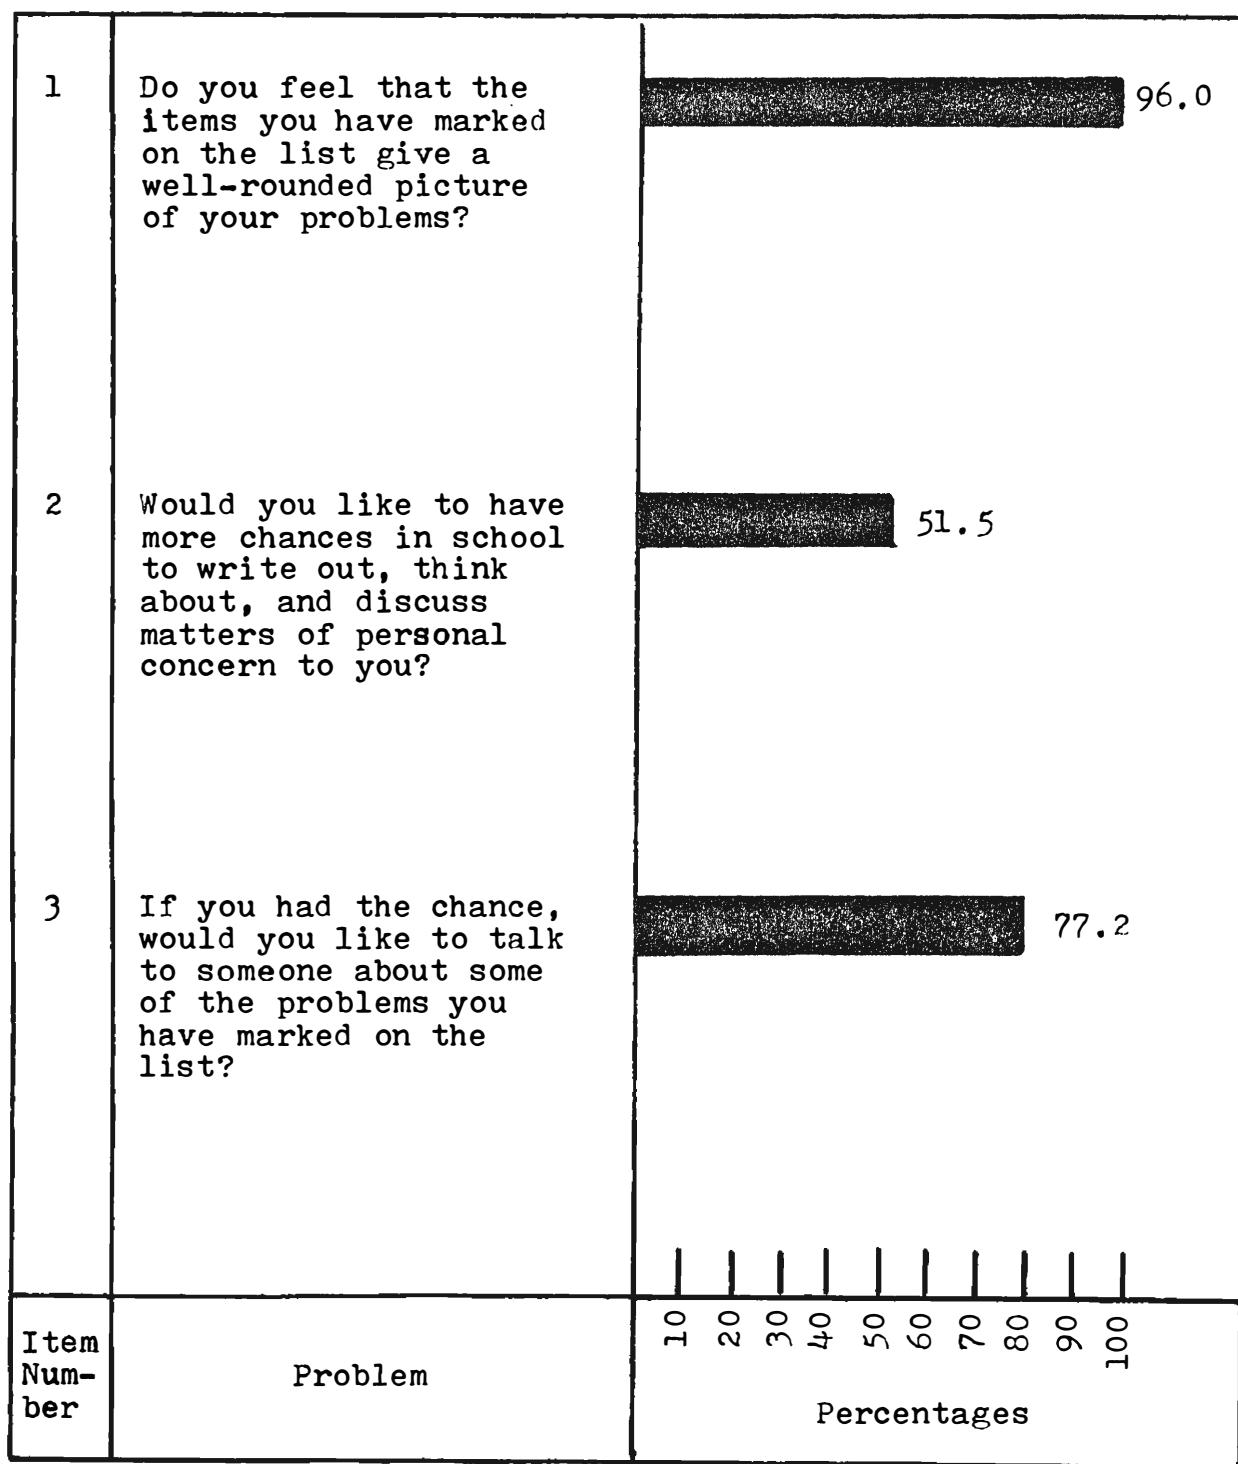 1
Do you feel that the
items you have marked
on the list give a
well-rounded picture
of your problems?
96.0
2
Would you like to have
more chances in school
to write out, think
about, and discuss
matters of personal
concern to you?
51.5
3
If you had the chance,
would you like to talk
to someone about some
of the problems you
have marked on the
list?
77.2
10 20 30 40 50 60 70 80 90 100
Item
Num-
ber
Problem
Percentages